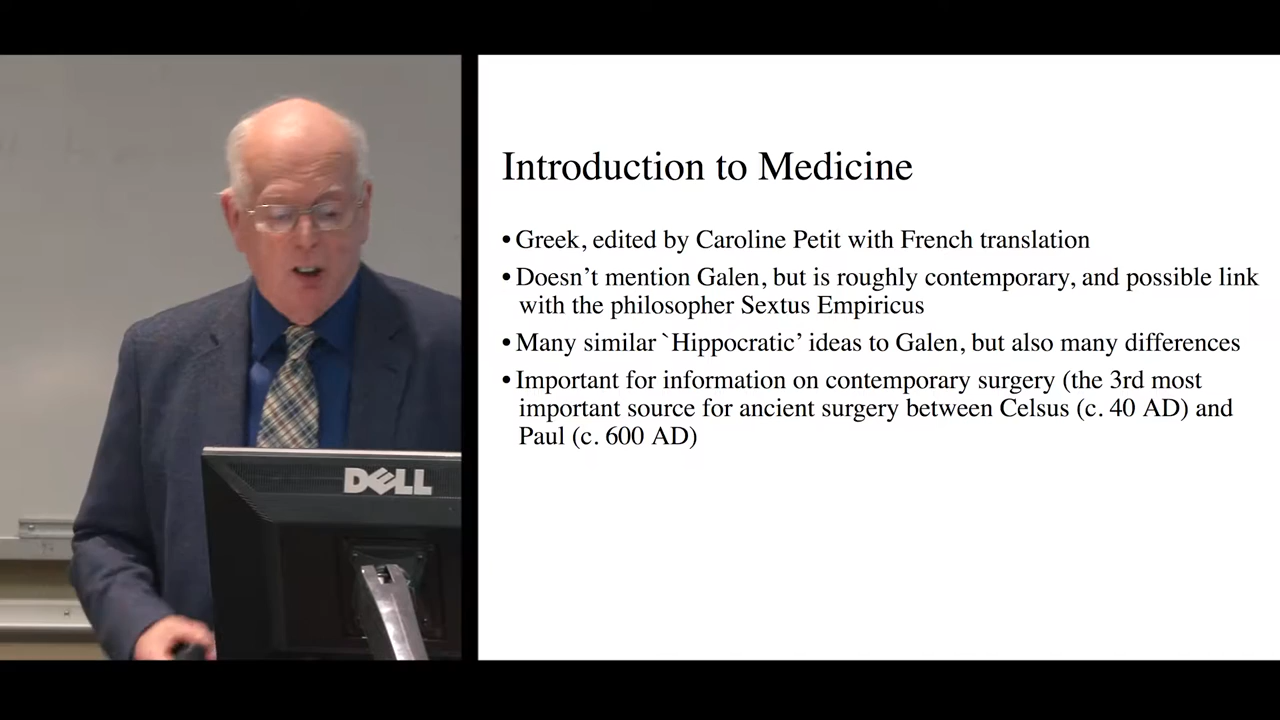 DELL
Introduction to Medicine
• Greek, edited by Caroline Petit with French translation
• Doesn't mention Galen, but is roughly contemporary, and possible link
with the philosopher Sextus Empiricus
• Many similar `Hippocratic' ideas to Galen, but also many differences
• Important for information on contemporary surgery (the 3rd most
important source for ancient surgery between Celsus (c. 40 AD) and
Paul (c. 600 AD)